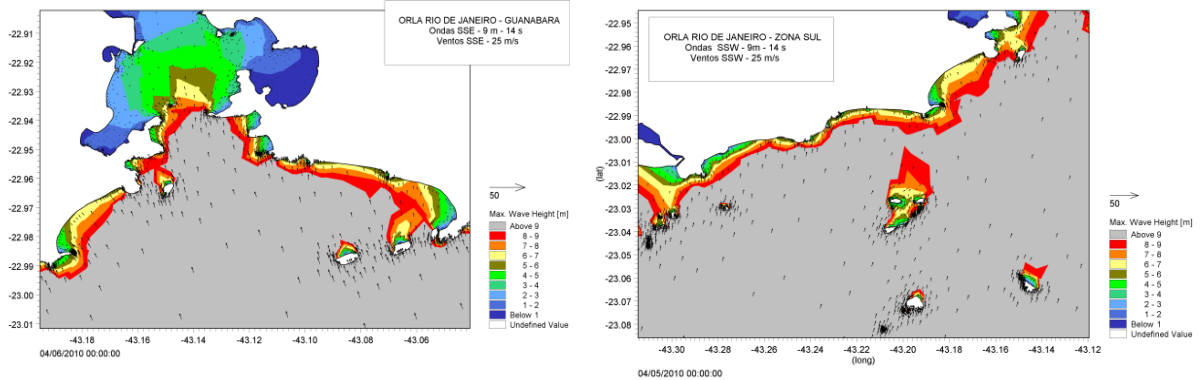 ORLA RIO DE JANEIRO - GUANABARA
Ondas SSE - 9 m - 14 s
Ventos SSE - 25 m/s
-22.91
-22.92
-22.93
-22.94
-22.95
-22.96
-22.97
-22.98
-22.99
-23.00
-23.01
-43.18
-43.16
-43.14
-43.12
-43.10
-43.08
-43.06
04/06/2010 00:00:00
50
Max. Wave Height [m]
Above 9
8 - 9
7 - 8
6 - 7
5 - 6
4 - 5
3 - 4
2 - 3
1 - 2
Below 1
Undefined Value
ORLA RIO DE JANEIRO - ZONA SUL
Ondas SSW - 9m - 14 s
Ventos SSW - 25 m/s
-22.95
-22.96
-22.97
-22.98
-22.99
-23.00
-23.01
(lat)
-23.02
-23.03
-23.04
-23.05
-23.06
-23.07
-23.08
-43.30
-43.28
-43.26
-43.24
-43.22
-43.20
-43.18
-43.16
-43.14
-43.12
(long)
04/05/2010 00:00:00
50
Max. Wave Height [m]
Above 9
8 - 9
7 - 8
6 - 7
5 - 6
4 - 5
3 - 4
2 - 3
1 - 2
Below 1
Undefined Value